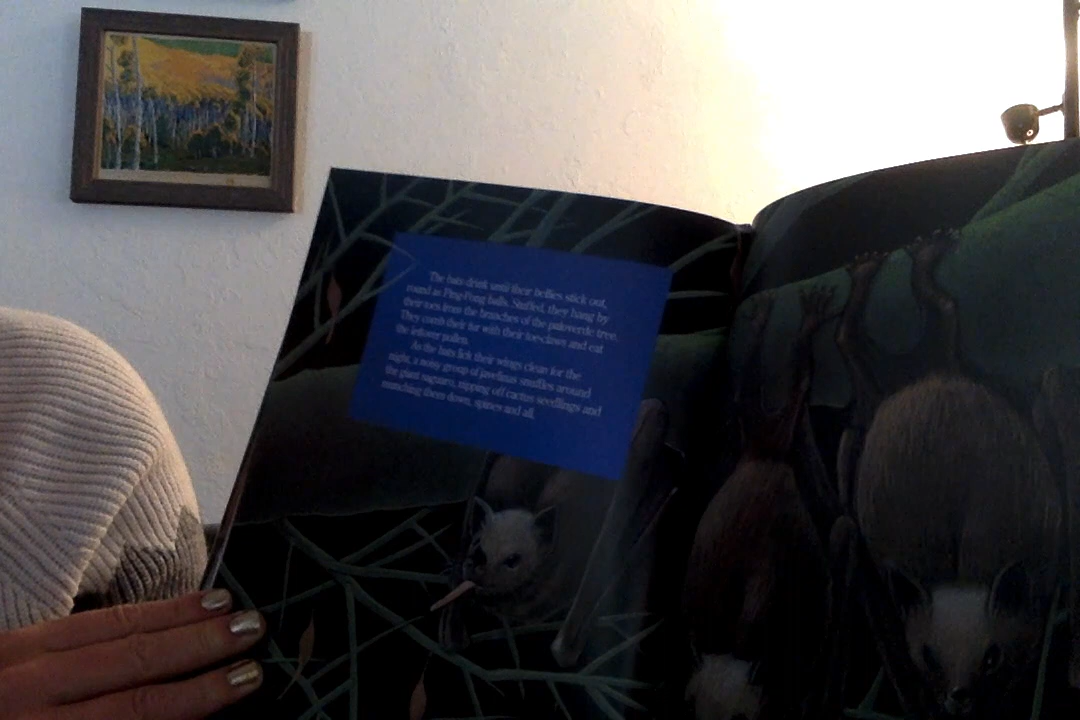 The bats drink until their bellies stick out,
round as Ping-Pong balls. Stuffed, they hang by
their toes from the branches of the paloverde tree.
They comb their fur with their toe-claws and eat
the leftover pollen.
As the bats lick their wings clean for the
night, a noisy group of javelinas snuffles around
the giant saguaro, nipping off cactus seedlings and
munching them down, spines and all.